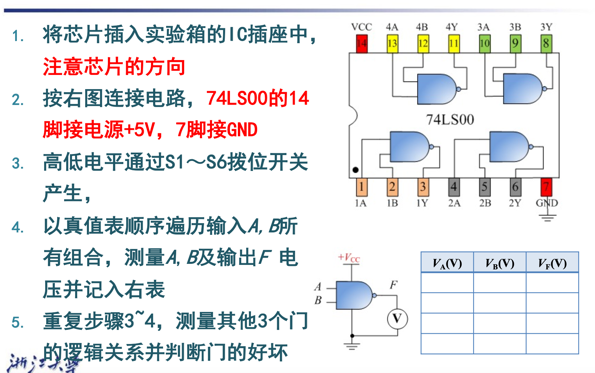 1. 将芯片插入实验箱的IC插座中，
注意芯片的方向
2. 按右图连接电路，74LS00的14
脚接电源+5V，7脚接GND
3. 高低电平通过S1～S6拨位开关
产生，
4. 以真值表顺序遍历输入A,B所
有组合，测量A,B及输出F 电
压并记入右表
5. 重复步骤3~4，测量其他3个门
的逻辑关系并判断门的好坏
浙江大学
VCC 4A 4B 4Y 3A 3B 3Y
14 13 12 11 10 9 8
74LS00
1 2 3 4 5 6 7
1A 1B 1Y 2A 2B 2Y GND
+VCC
A
B
F
V
VA(V) VB(V) VF(V)